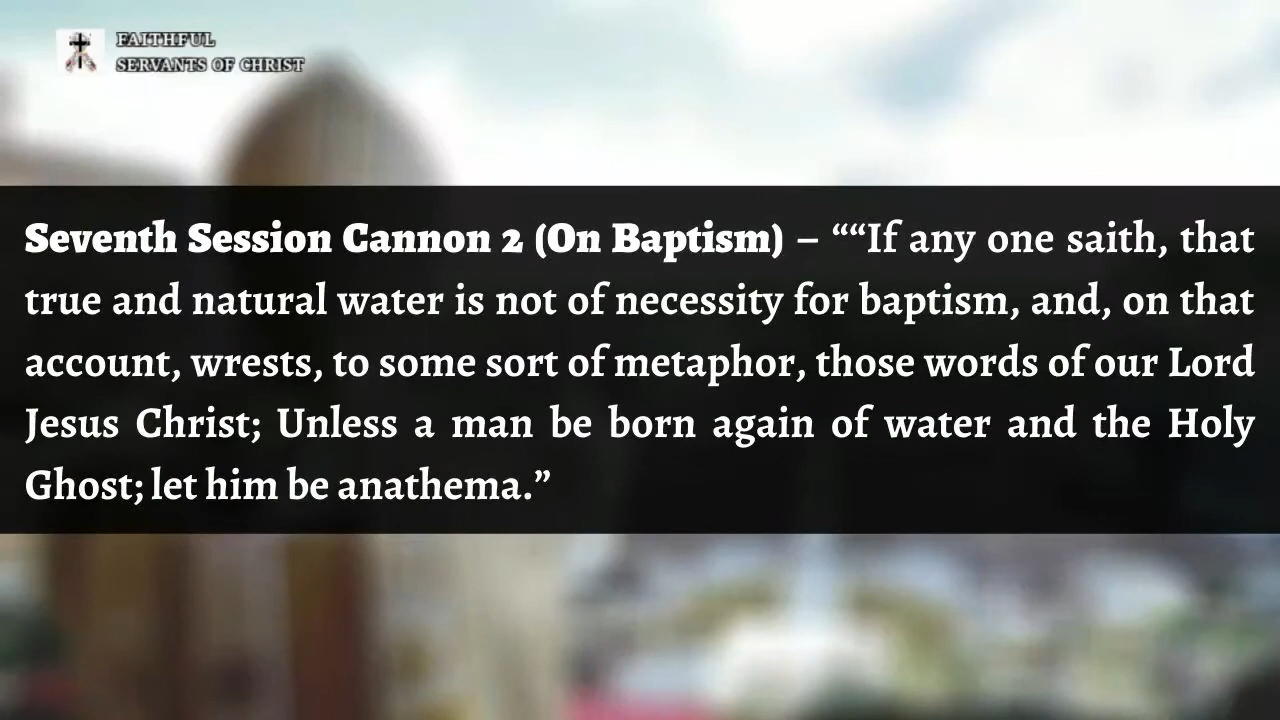 FAITHFUL
SERVANTS OF CHRIST
Seventh Session Cannon 2 (On Baptism) – ““If any one saith, that
true and natural water is not of necessity for baptism, and, on that
account, wrests, to some sort of metaphor, those words of our Lord
Jesus Christ; Unless a man be born again of water and the Holy
Ghost; let him be anathema.”